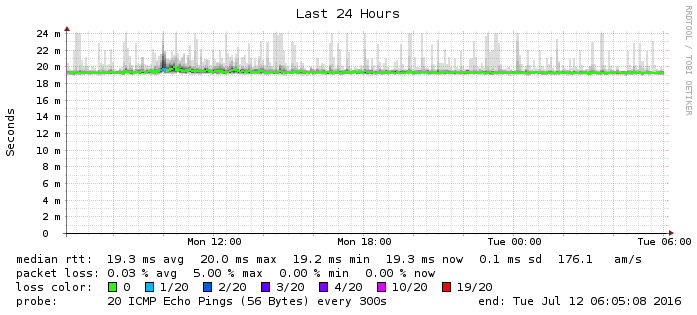 Last 24 Hours
RRDTOOL / TOBI OETIKER
Seconds
24 m
22 m
20 m
18 m
16 m
14 m
12 m
10 m
8 m
6 m
4 m
2 m
0
Mon 12:00 Mon 18:00 Tue 00:00 Tue 06:00
median rtt: 19.3 ms avg 20.0 ms max 19.2 ms min 19.3 ms now 0.1 ms sd 176.1 am/s
packet loss: 0.03 % avg 5.00 % max 0.00 % min 0.00 % now
loss color: 0 1/20 2/20 3/20 4/20 10/20 19/20
probe: 20 ICMP Echo Pings (56 Bytes) every 300s end: Tue Jul 12 06:05:08 2016